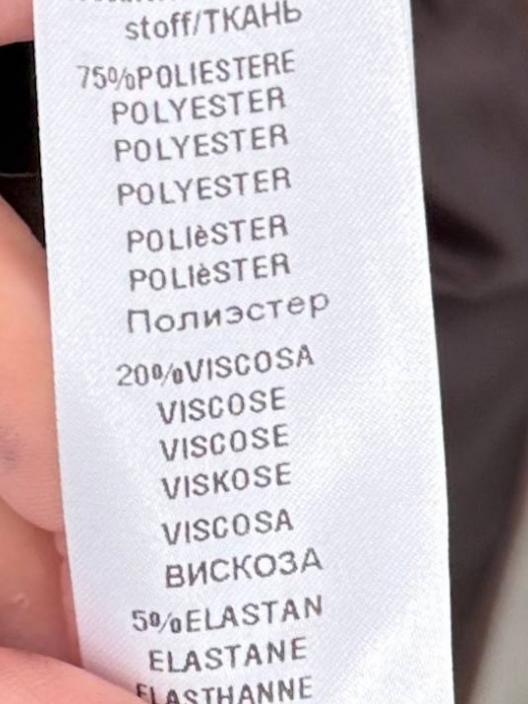 stoff/ТКАНЬ
75%POLIESTERE
POLYESTER
POLYESTER
POLYESTER
POLIèSTER
POLIèSTER
Полиэстер
20%VISCOSA
VISCOSE
VISCOSE
VISKOSE
VISCOSA
ВИСКОЗА
5%ELASTAN
ELASTANE
ELASTHANNE